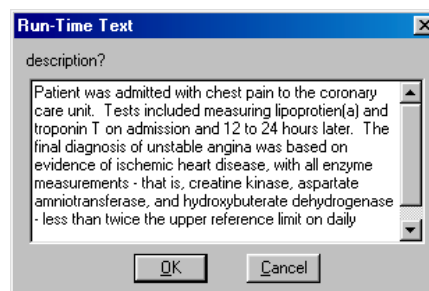 Run-Time Text
description?
Patient was admitted with chest pain to the coronary
care unit. Tests included measuring lipoprotien(a) and
troponin T on admission and 12 to 24 hours later. The
final diagnosis of unstable angina was based on
evidence of ischemic heart disease, with all enzyme
measurements - that is, creatine kinase, aspartate
amniotransferase, and hydroxybuterate dehydrogenase
- less than twice the upper reference limit on daily
OK Cancel